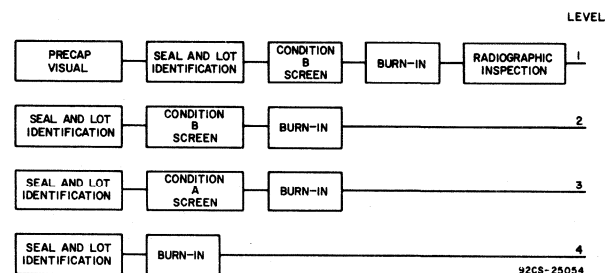 LEVEL
PRECAP
VISUAL
SEAL AND LOT
IDENTIFICATION
CONDITION
B
SCREEN
BURN-IN
RADIOGRAPHIC
INSPECTION
1
SEAL AND LOT
IDENTIFICATION
CONDITION
B
SCREEN
BURN-IN
2
SEAL AND LOT
IDENTIFICATION
CONDITION
A
SCREEN
BURN-IN
3
SEAL AND LOT
IDENTIFICATION
BURN-IN
4
92CS-25054